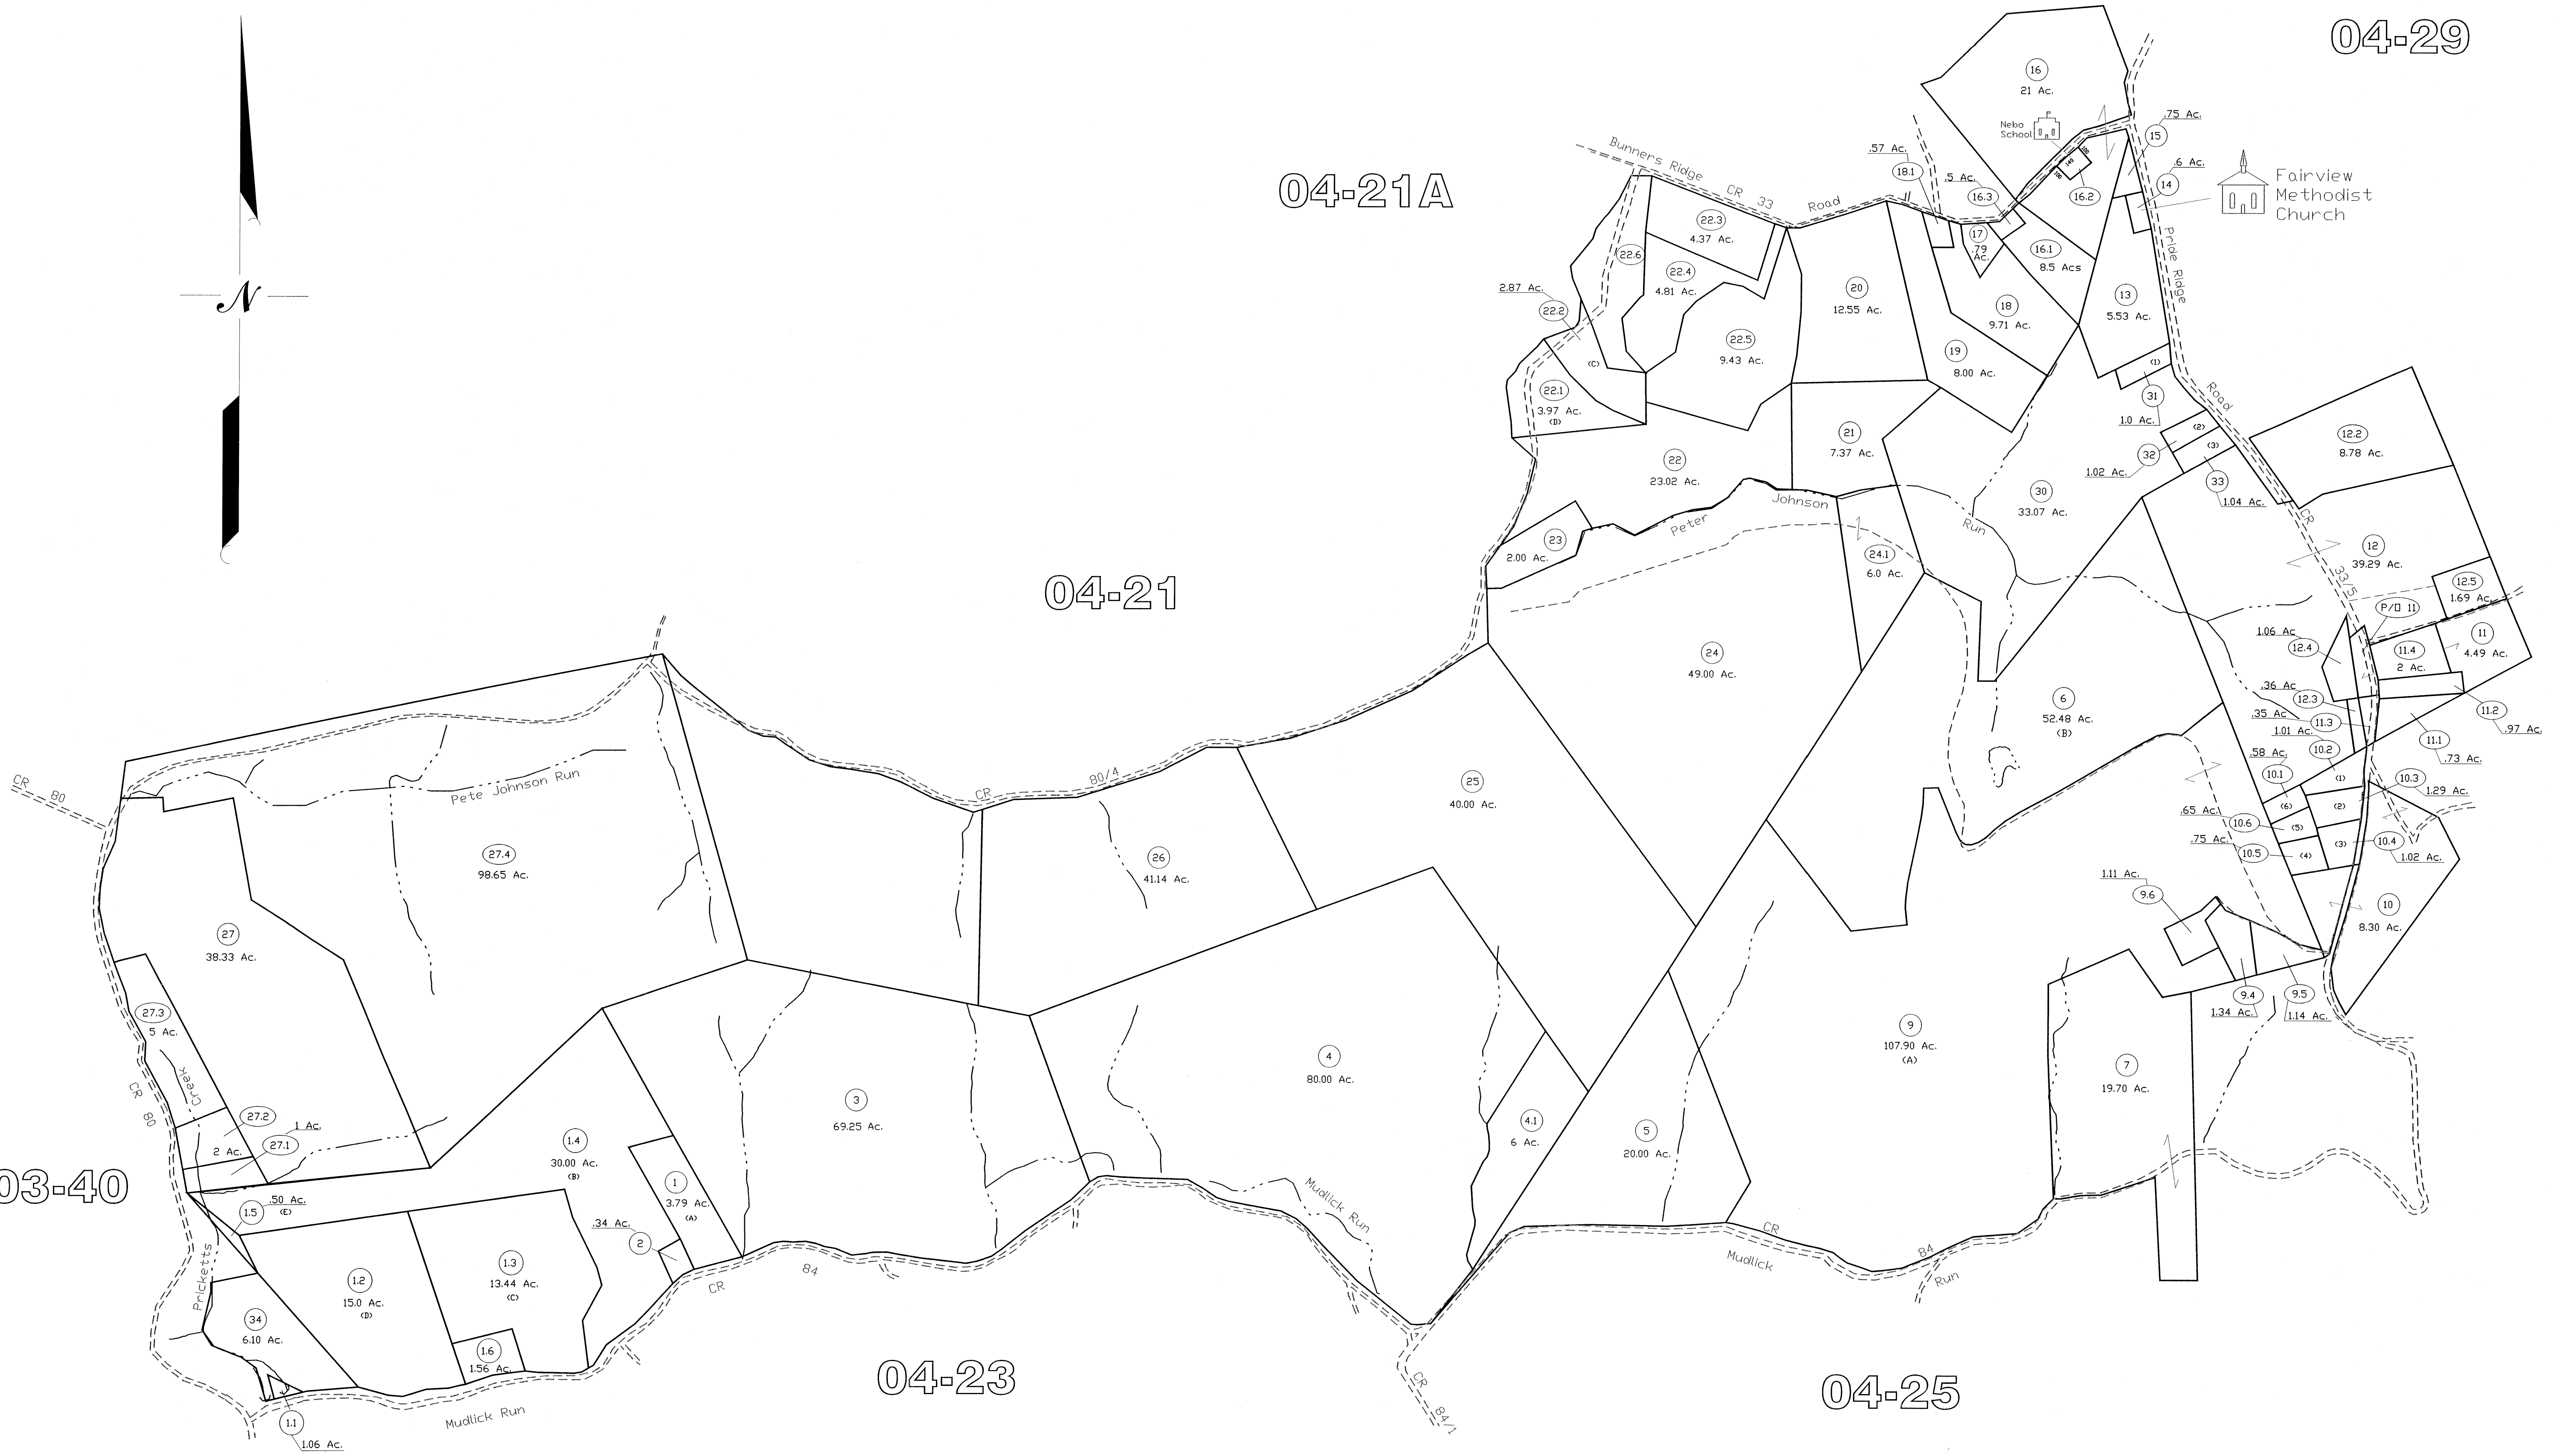 04-29
16
21 Ac.
Nebo
School
.75 Ac.
15
.6 Ac.
14
Fairview
Methodist
Church
04-21A
Bunners Ridge
CR
33
Road
.57 Ac.
18.1
.5 Ac.
16.3
140
16.2
22.3
4.37 Ac.
22.6
22.4
4.81 Ac.
2.87 Ac.
22.2
(C)
22.5
9.43 Ac.
20
12.55 Ac.
17
.79
Ac.
16.1
8.5 Acs
18
9.71 Ac.
19
8.00 Ac.
13
5.53 Ac.
Pride Ridge
Road
(1)
31
1.0 Ac.
22.1
3.97 Ac.
(D)
N
21
7.37 Ac.
(2)
(3)
32
1.02 Ac.
33
1.04 Ac.
12.2
8.78 Ac.
22
23.02 Ac.
30
33.07 Ac.
CR
33/5
23
2.00 Ac.
Peter
Johnson
Run
24.1
6.0 Ac.
12
39.29 Ac.
12.5
1.69 Ac.
P/O 11
04-21
24
49.00 Ac.
1.06 Ac
12.4
11.4
2 Ac.
11
4.49 Ac.
.36 Ac
12.3
.35 Ac
11.3
11.2
.97 Ac.
11.1
.73 Ac.
6
52.48 Ac.
(B)
1.01 Ac.
10.2
(1)
.58 Ac.
10.1
(6)
(2)
10.3
1.29 Ac.
.65 Ac.
10.6
(5)
(3)
10.4
1.02 Ac.
.75 Ac.
10.5
(4)
CR
80
Pete Johnson Run
CR
80/4
25
40.00 Ac.
26
41.14 Ac.
27.4
98.65 Ac.
27
38.33 Ac.
1.11 Ac.
9.6
10
8.30 Ac.
9.4
1.34 Ac.
9.5
1.14 Ac.
27.3
5 Ac.
Creek
CR
80
27.2
2 Ac.
1 Ac.
27.1
9
107.90 Ac.
(A)
7
19.70 Ac.
3
69.25 Ac.
4
80.00 Ac.
4.1
6 Ac.
5
20.00 Ac.
03-40
1.4
30.00 Ac.
(B)
1
3.79 Ac.
(A)
.50 Ac.
(E)
1.5
.34 Ac.
2
Mudlick Run
CR
84
Mudlick
Run
Pricketts
1.2
15.0 Ac.
(D)
1.3
13.44 Ac.
(C)
CR
84
34
6.10 Ac.
1.6
1.56 Ac.
04-23
CR
84/1
04-25
1.1
1.06 Ac.
Mudlick Run